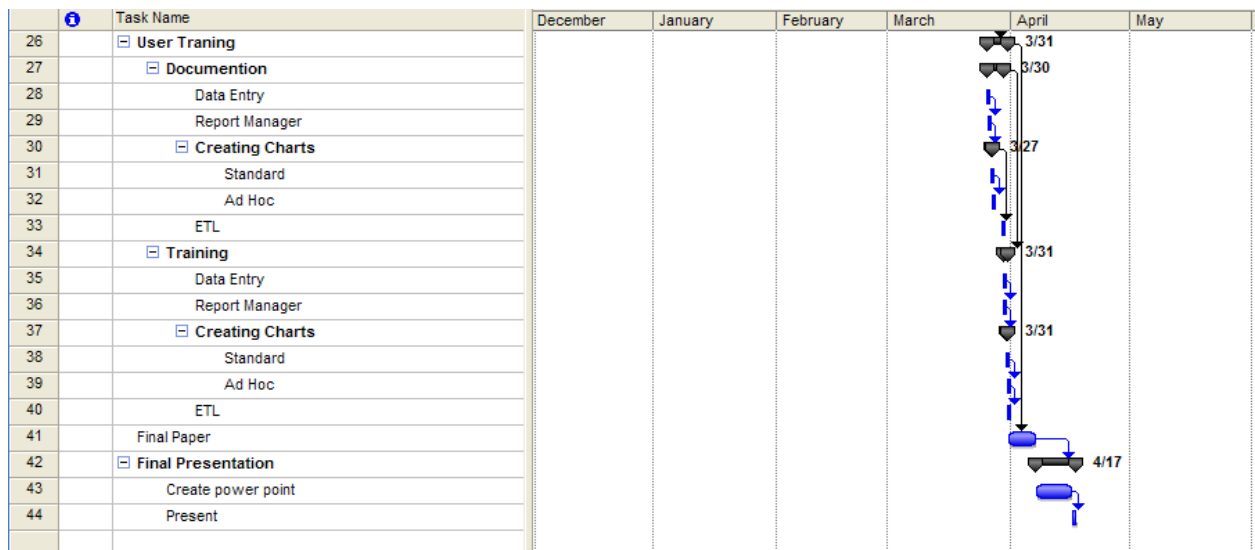 Task Name December January February March April May
26 User Traning 3/31
27 Documention 3/30
28 Data Entry
29 Report Manager
30 Creating Charts 3/27
31 Standard
32 Ad Hoc
33 ETL
34 Training 3/31
35 Data Entry
36 Report Manager
37 Creating Charts 3/31
38 Standard
39 Ad Hoc
40 ETL
41 Final Paper
42 Final Presentation 4/17
43 Create power point
44 Present